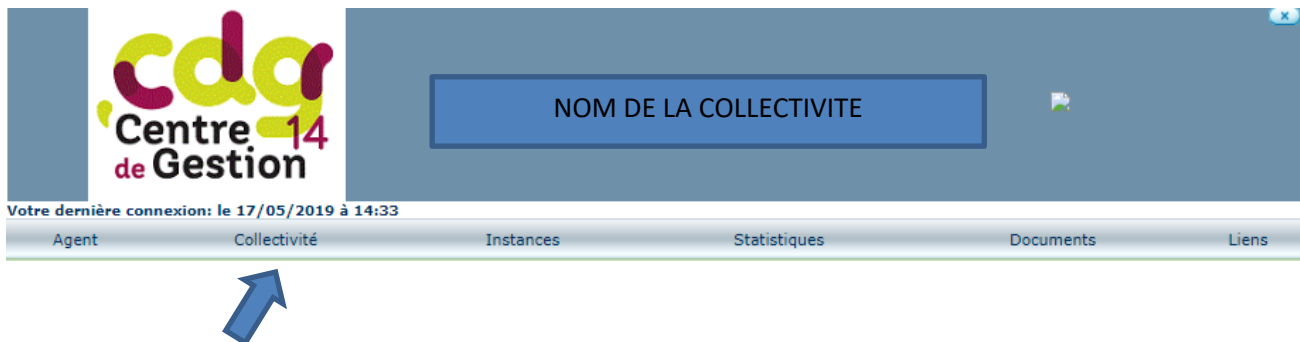 cdg
Centre 14
de Gestion
NOM DE LA COLLECTIVITE
x
Votre dernière connexion: le 17/05/2019 à 14:33
Agent Collectivité Instances Statistiques Documents Liens